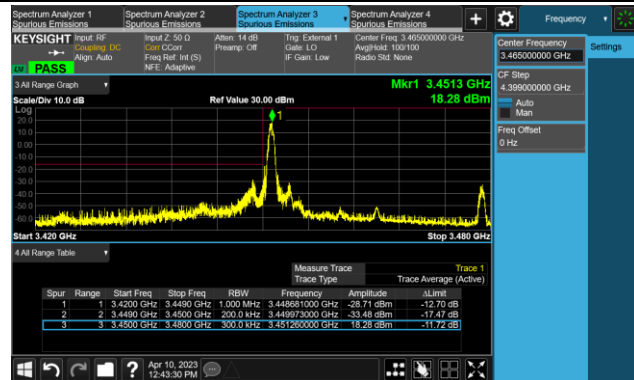 Spectrum Analyzer 1 Spectrum Analyzer 2 Spectrum Analyzer 3 Spectrum Analyzer 4 Frequency
Spurious Emissions Spurious Emissions Spurious Emissions Spurious Emissions
KEYSIGHT Input: RF Input Z: 50 Ω Atten: 14 dB Trig: External 1 Center Freq: 3.465000000 GHz
Coupling: DC Corr CCorr Preamp: Off Gate: LO Avg|Hold: 100/100
Align: Auto Freq Ref: Int (S) IF Gain: Low Radio Std: None
NFE: Adaptive
PASS
Center Frequency Settings
3.465000000 GHz
CF Step
4.399000000 GHz
Auto
Man
Freq Offset
0 Hz
3 All Range Graph Mkr1 3.4513 GHz
Scale/Div 10.0 dB Ref Value 30.00 dBm 18.28 dBm
Log
20.0
10.0
0.00
-10.0
-20.0
-30.0
-40.0
-50.0
-60.0
1
Start 3.420 GHz Stop 3.480 GHz
4 All Range Table
Measure Trace Trace 1
Trace Type Trace Average (Active)
Spur Range Start Freq Stop Freq RBW Frequency Amplitude ΔLimit
1 1 3.4200 GHz 3.4490 GHz 1.000 MHz 3.448681000 GHz -28.71 dBm -12.70 dB
2 2 3.4490 GHz 3.4500 GHz 200.0 kHz 3.449973000 GHz -33.48 dBm -17.47 dB
3 3 3.4500 GHz 3.4800 GHz 300.0 kHz 3.451260000 GHz 18.28 dBm -11.72 dB
Apr 10, 2023
12:43:30 PM